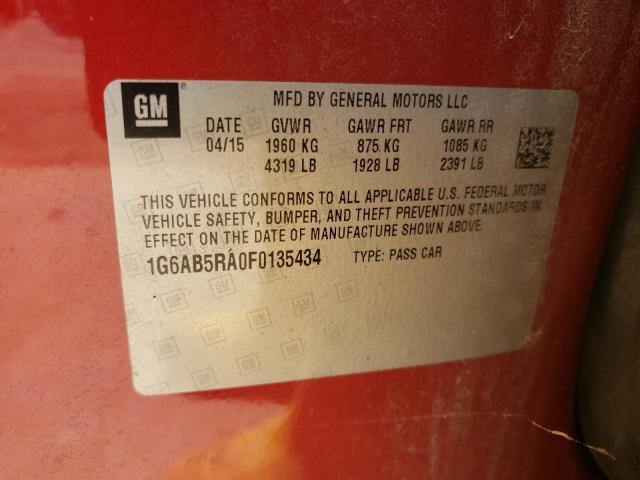 GM
MFD BY GENERAL MOTORS LLC
DATE GVWR GAWR FRT GAWR RR
04/15 1960 KG 875 KG 1085 KG
4319 LB 1928 LB 2391 LB
THIS VEHICLE CONFORMS TO ALL APPLICABLE U.S. FEDERAL MOTOR
VEHICLE SAFETY, BUMPER, AND THEFT PREVENTION STANDARDS IN
EFFECT ON THE DATE OF MANUFACTURE SHOWN ABOVE.
1G6AB5RA0F0135434 TYPE: PASS CAR